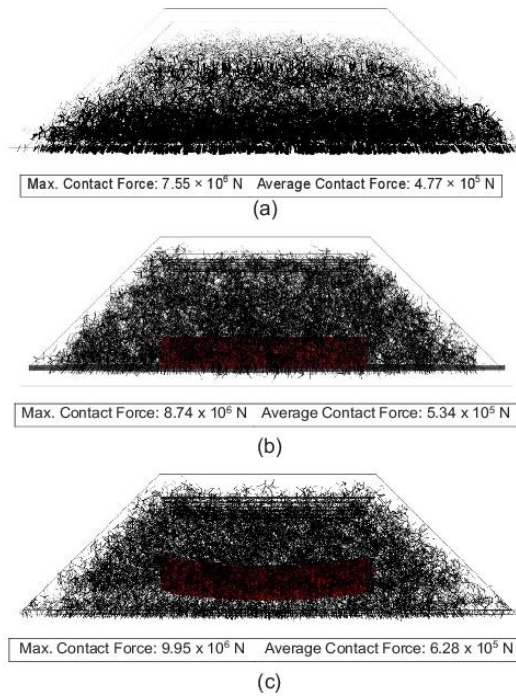 Max. Contact Force: 7.55 × 10⁶ N Average Contact Force: 4.77 × 10⁵ N
(a)
Max. Contact Force: 8.74 x 10⁶ N Average Contact Force: 5.34 x 10⁵ N
(b)
Max. Contact Force: 9.95 x 10⁶ N Average Contact Force: 6.28 x 10⁵ N
(c)